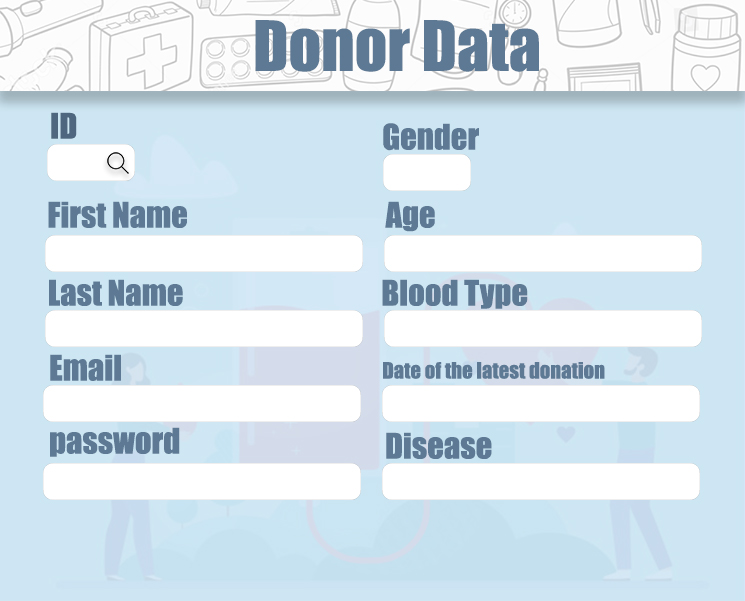 Donor Data
ID
Gender
First Name
Age
Last Name
Blood Type
Email
Date of the latest donation
password
Disease